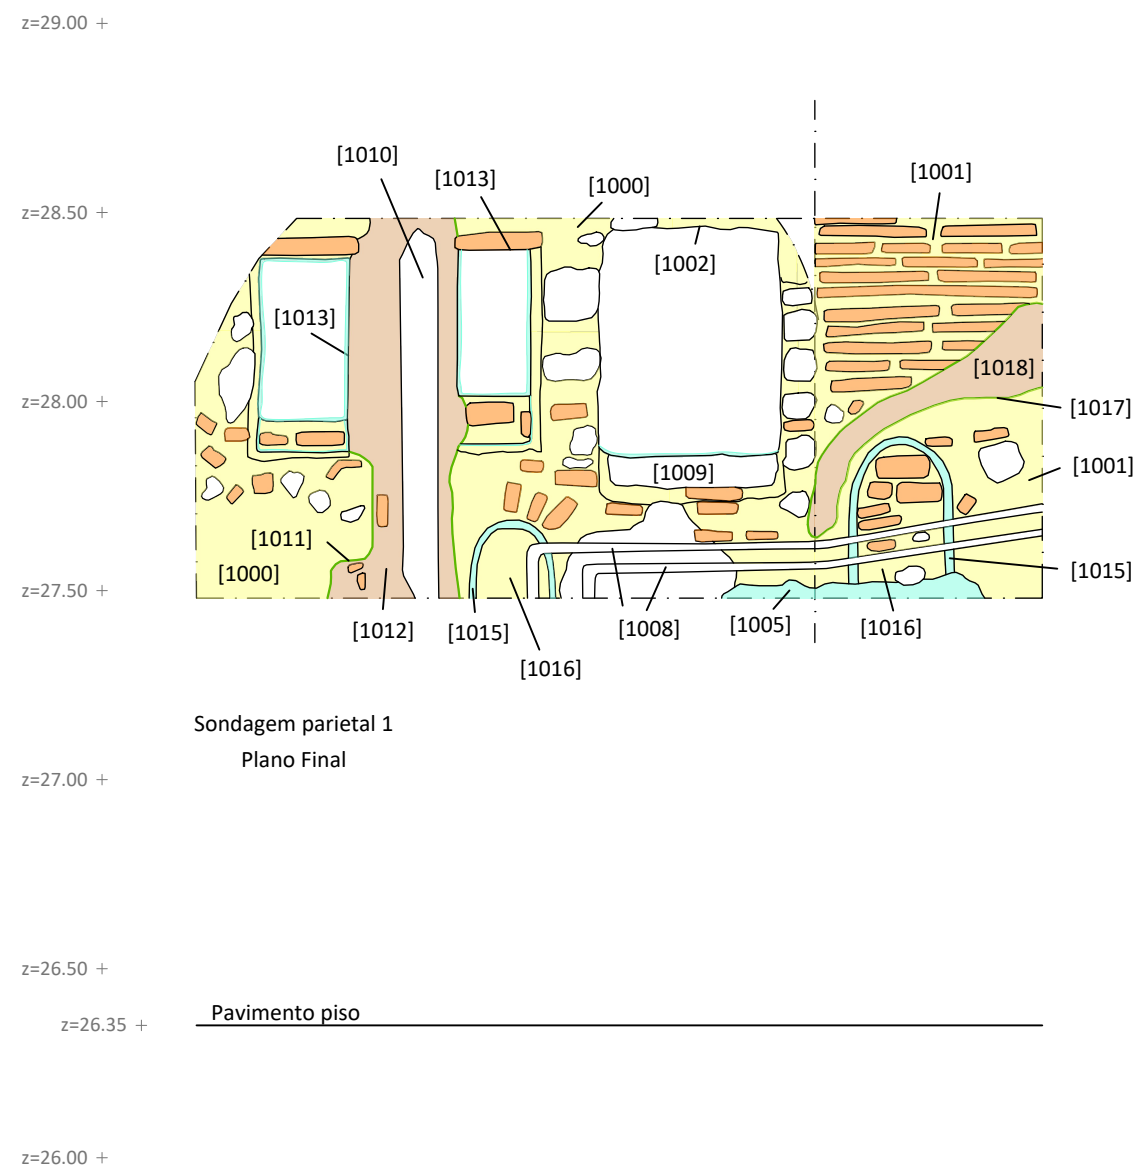 z=29.00 +
[1010]
[1013]
[1000]
[1001]
z=28.50 +
[1002]
[1013]
[1018]
z=28.00 +
[1017]
[1009]
[1001]
[1011]
[1000]
[1015]
z=27.50 +
[1012]
[1015]
[1008]
[1005]
[1016]
[1016]
Sondagem parietal 1
Plano Final
z=27.00 +
z=26.50 +
Pavimento piso
z=26.35 +
z=26.00 +